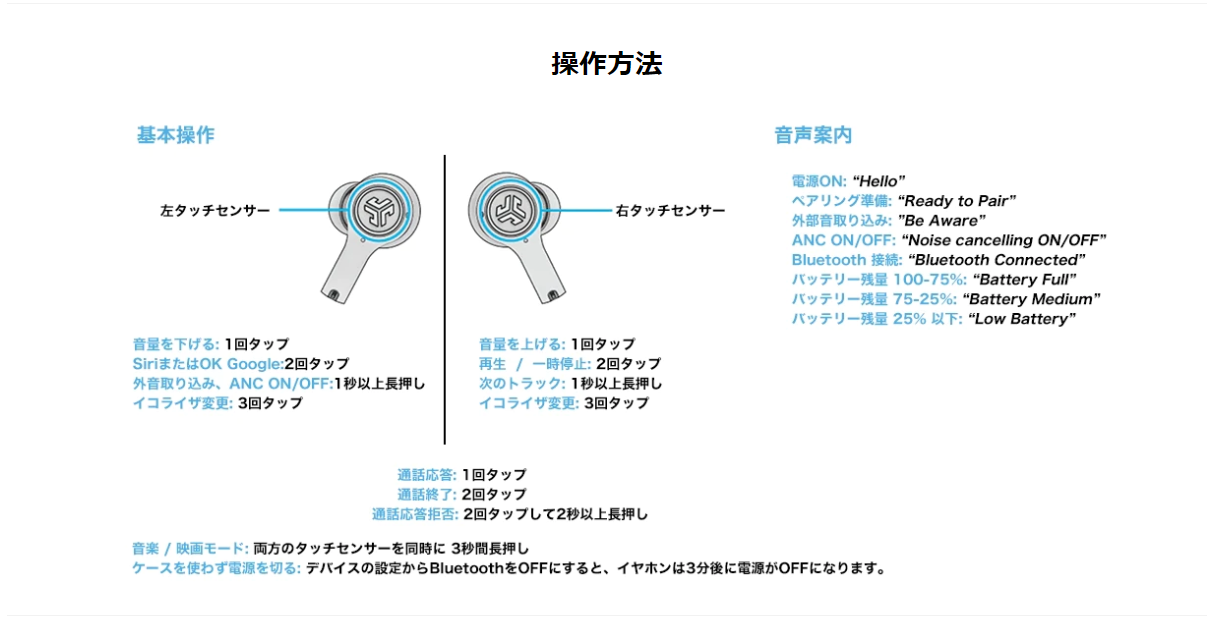 操作方法
基本操作
左タッチセンサー
右タッチセンサー
音量を下げる: 1回タップ
SiriまたはOK Google:2回タップ
外音取り込み、ANC ON/OFF:1秒以上長押し
イコライザ変更: 3回タップ
音量を上げる: 1回タップ
再生 / 一時停止: 2回タップ
次のトラック: 1秒以上長押し
イコライザ変更: 3回タップ
通話応答: 1回タップ
通話終了: 2回タップ
通話応答拒否: 2回タップして2秒以上長押し
音楽 / 映画モード: 両方のタッチセンサーを同時に 3秒間長押し
ケースを使わず電源を切る: デバイスの設定からBluetoothをOFFにすると、イヤホンは3分後に電源がOFFになります。
音声案内
電源ON: “Hello”
ペアリング準備: “Ready to Pair”
外部音取り込み: ”Be Aware”
ANC ON/OFF: “Noise cancelling ON/OFF”
Bluetooth 接続: “Bluetooth Connected”
バッテリー残量 100-75%: “Battery Full”
バッテリー残量 75-25%: “Battery Medium”
バッテリー残量 25% 以下: “Low Battery”